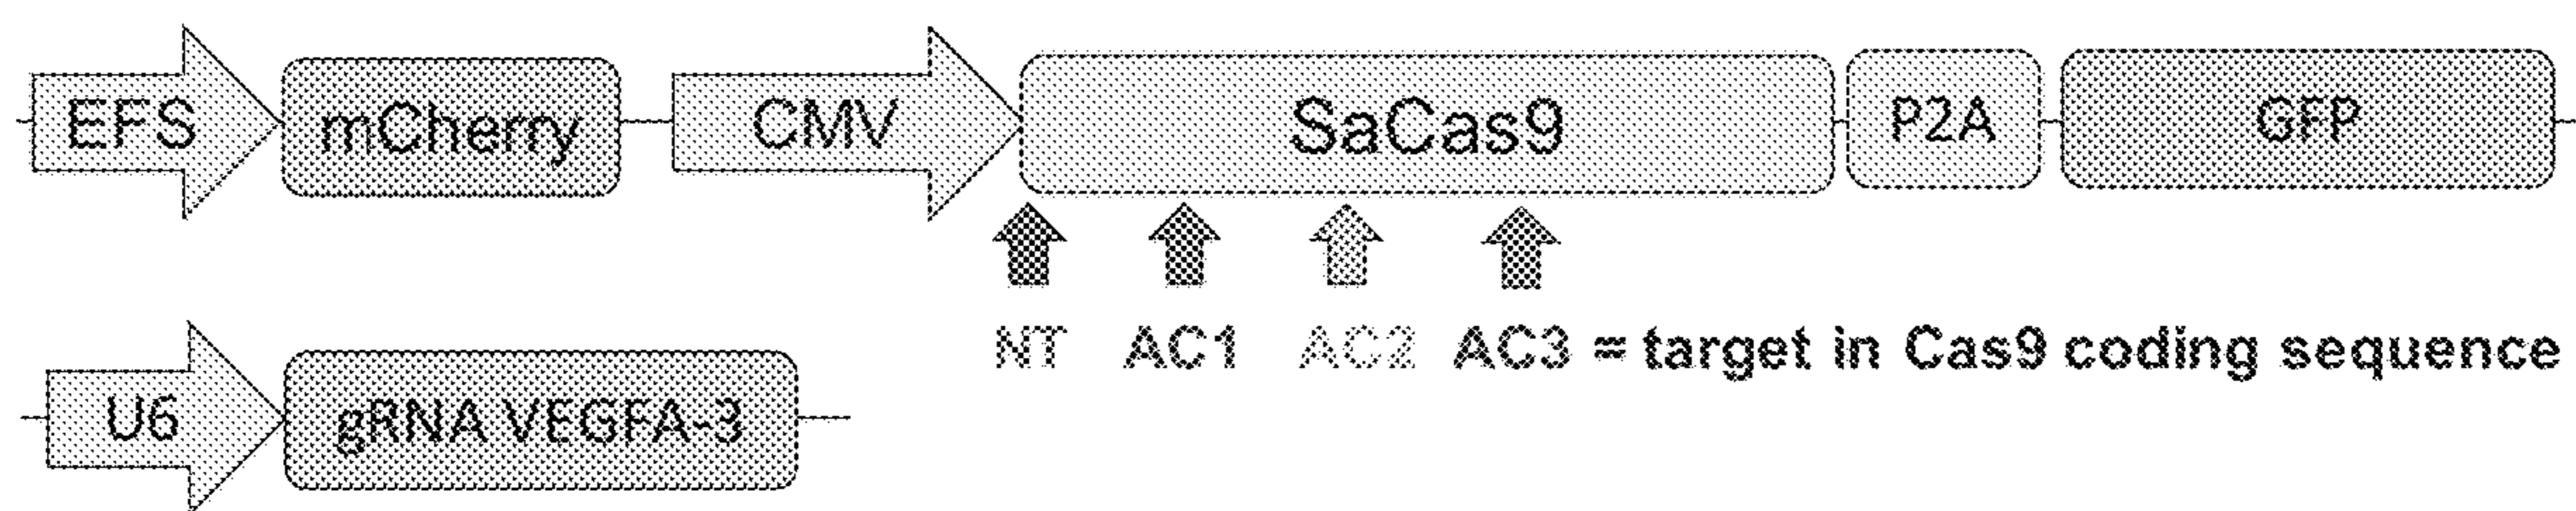 EFS mCherry CMV SaCas9 P2A GFP
NT AC1 AC2 AC3 = target in Cas9 coding sequence
U6 gRNA VEGFA-3